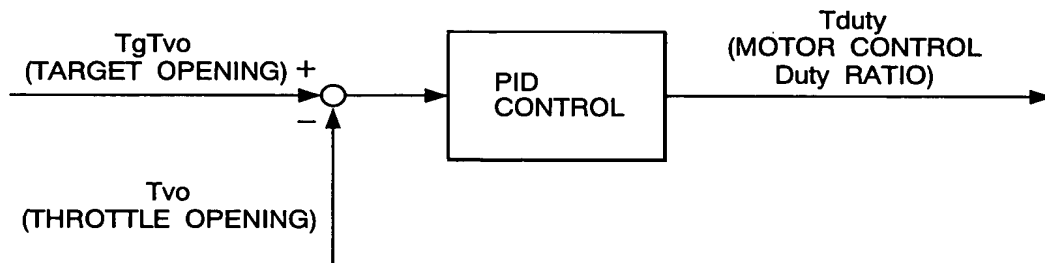 TgTvo
(TARGET OPENING)
+
−
Tvo
(THROTTLE OPENING)
PID
CONTROL
Tduty
(MOTOR CONTROL
Duty RATIO)